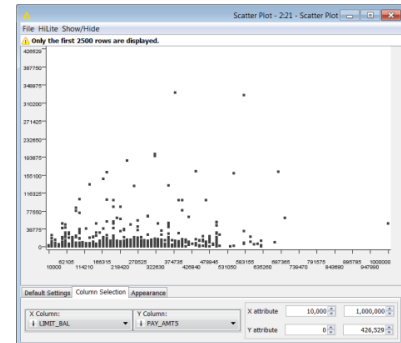 Scatter Plot - 2:21 - Scatter Plot
File HiLite Show/Hide
Only the first 2500 rows are displayed.
426529
387750
348975
310200
271425
232650
193875
155100
116325
77550
38775
0
62105 166315 270525 374735 478945 583155 687365 791575 895785 1000000
10000 114210 218420 322630 426840 531050 635260 739470 843680 947890
Default Settings Column Selection Appearance
X Column: Y Column: X attribute 10,000 1,000,000
I LIMIT_BAL I PAY_AMT5 Y attribute 0 426,529